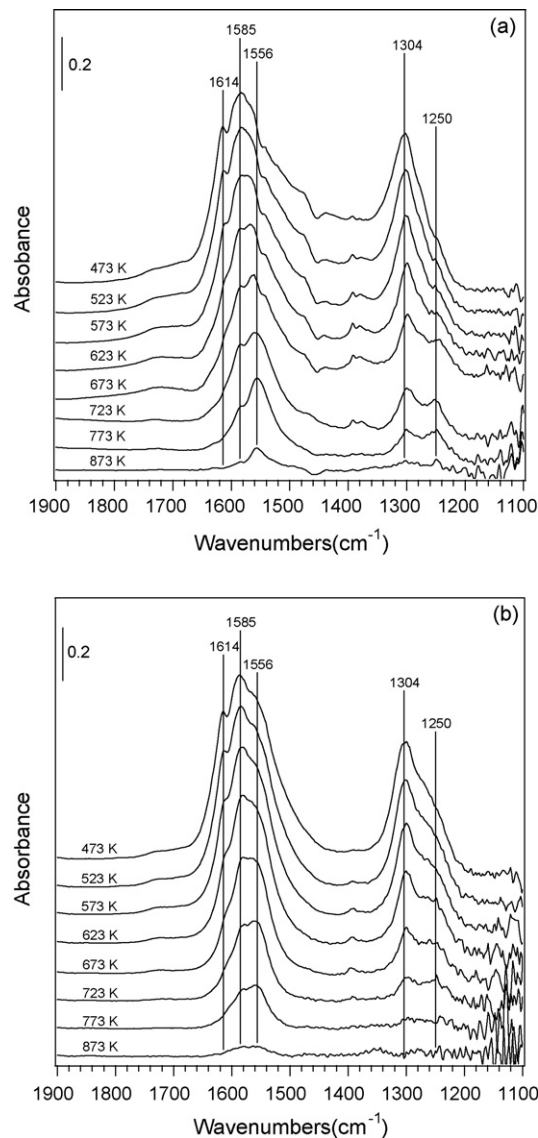 (a)
0.2
1585
1556
1614
1304
1250
473 K
523 K
573 K
623 K
673 K
723 K
773 K
873 K
Absobance
1900 1800 1700 1600 1500 1400 1300 1200 1100
Wavenumbers(cm⁻¹)
(b)
0.2
1585
1614
1556
1304
1250
473 K
523 K
573 K
623 K
673 K
723 K
773 K
873 K
Absorbance
1900 1800 1700 1600 1500 1400 1300 1200 1100
Wavenumbers(cm⁻¹)